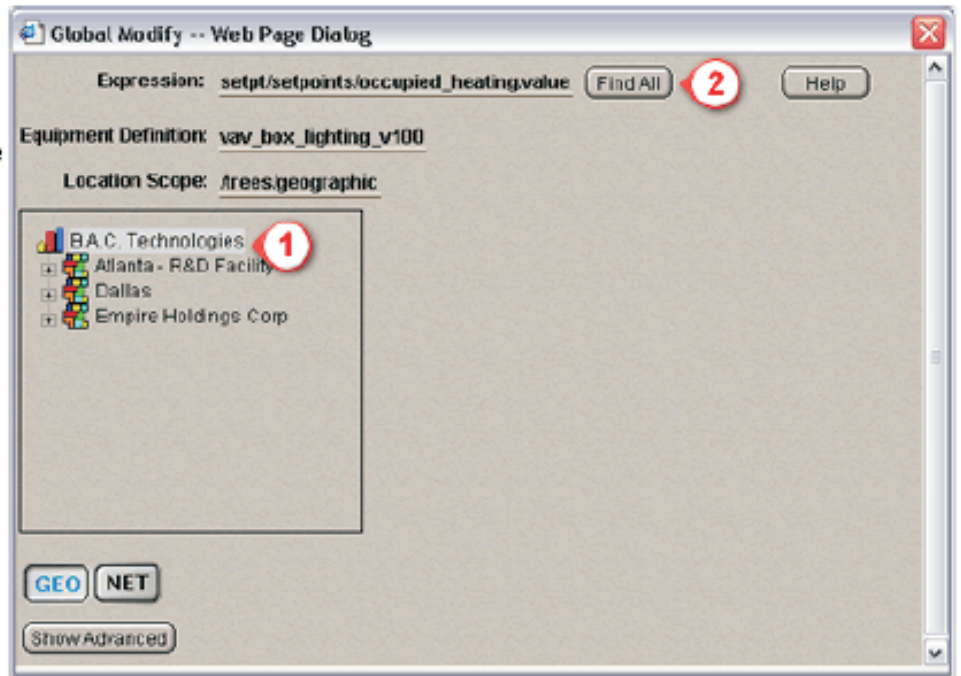 Global Modify -- Web Page Dialog
Expression: setpt/setpoints/occupied_heating.value Find All 2 Help
Equipment Definition: vav_box_lighting_v100
Location Scope: /trees/geographic
B.A.C. Technologies 1
Atlanta - R&D Facility
Dallas
Empire Holdings Corp
GEO NET
Show Advanced